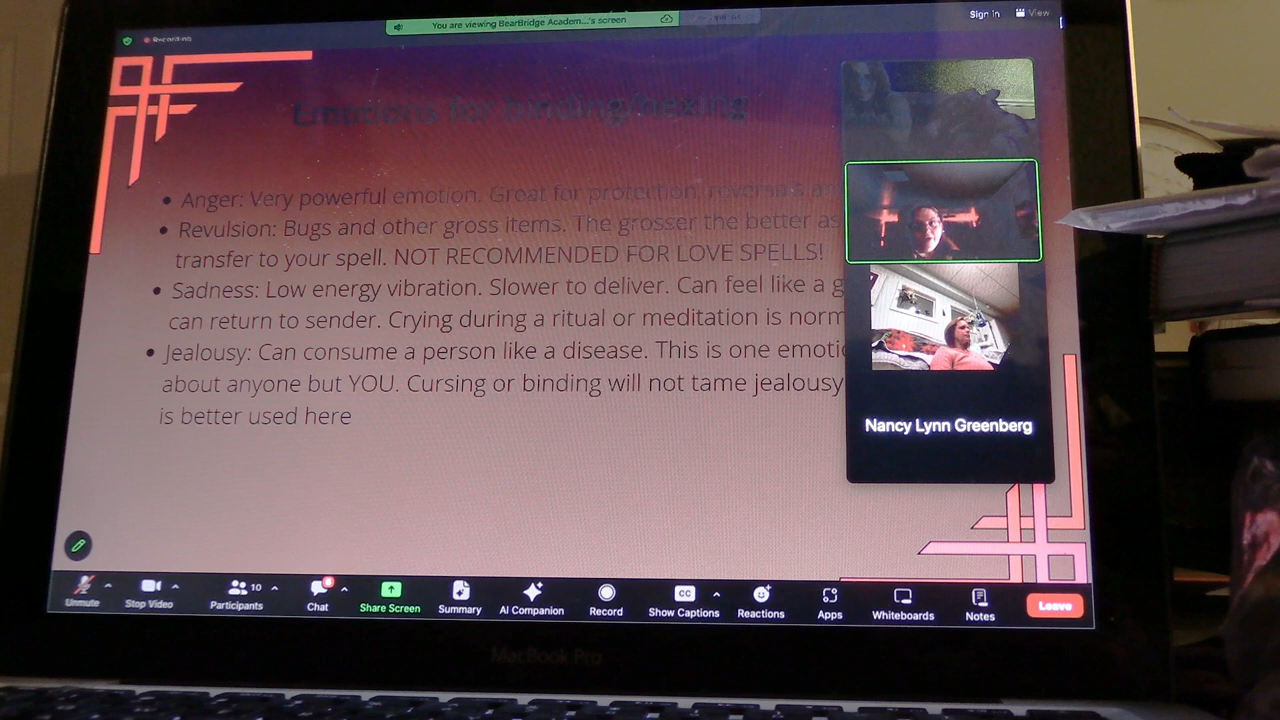 You are viewing BearBridge Academ...'s screen
Sign in
View
Recording
Emotions for binding/hexing
• Anger: Very powerful emotion. Great for protection, reversals an
• Revulsion: Bugs and other gross items. The grosser the better as
transfer to your spell. NOT RECOMMENDED FOR LOVE SPELLS!
• Sadness: Low energy vibration. Slower to deliver. Can feel like a g
can return to sender. Crying during a ritual or meditation is norm
• Jealousy: Can consume a person like a disease. This is one emotio
about anyone but YOU. Cursing or binding will not tame jealousy
is better used here
Nancy Lynn Greenberg
Unmute
Stop Video
Participants 10
Chat 6
Share Screen
Summary
AI Companion
Record
CC Show Captions
Reactions
Apps
Whiteboards
Notes
Leave
MacBook Pro